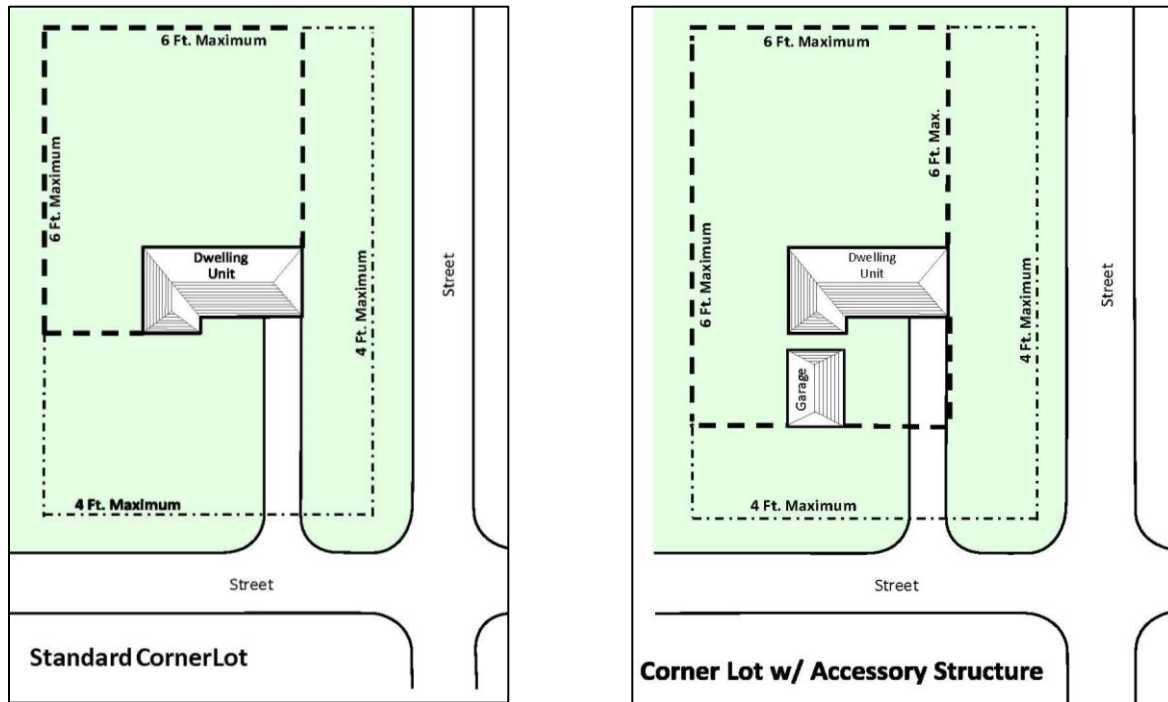 6 Ft. Maximum
6 Ft. Maximum
Dwelling
Unit
4 Ft. Maximum
Street
4 Ft. Maximum
Street
Standard CornerLot
6 Ft. Maximum
6 Ft. Max.
6 Ft. Maximum
Dwelling
Unit
Street
4 Ft. Maximum
Garage
4 Ft. Maximum
Street
Corner Lot w/ Accessory Structure